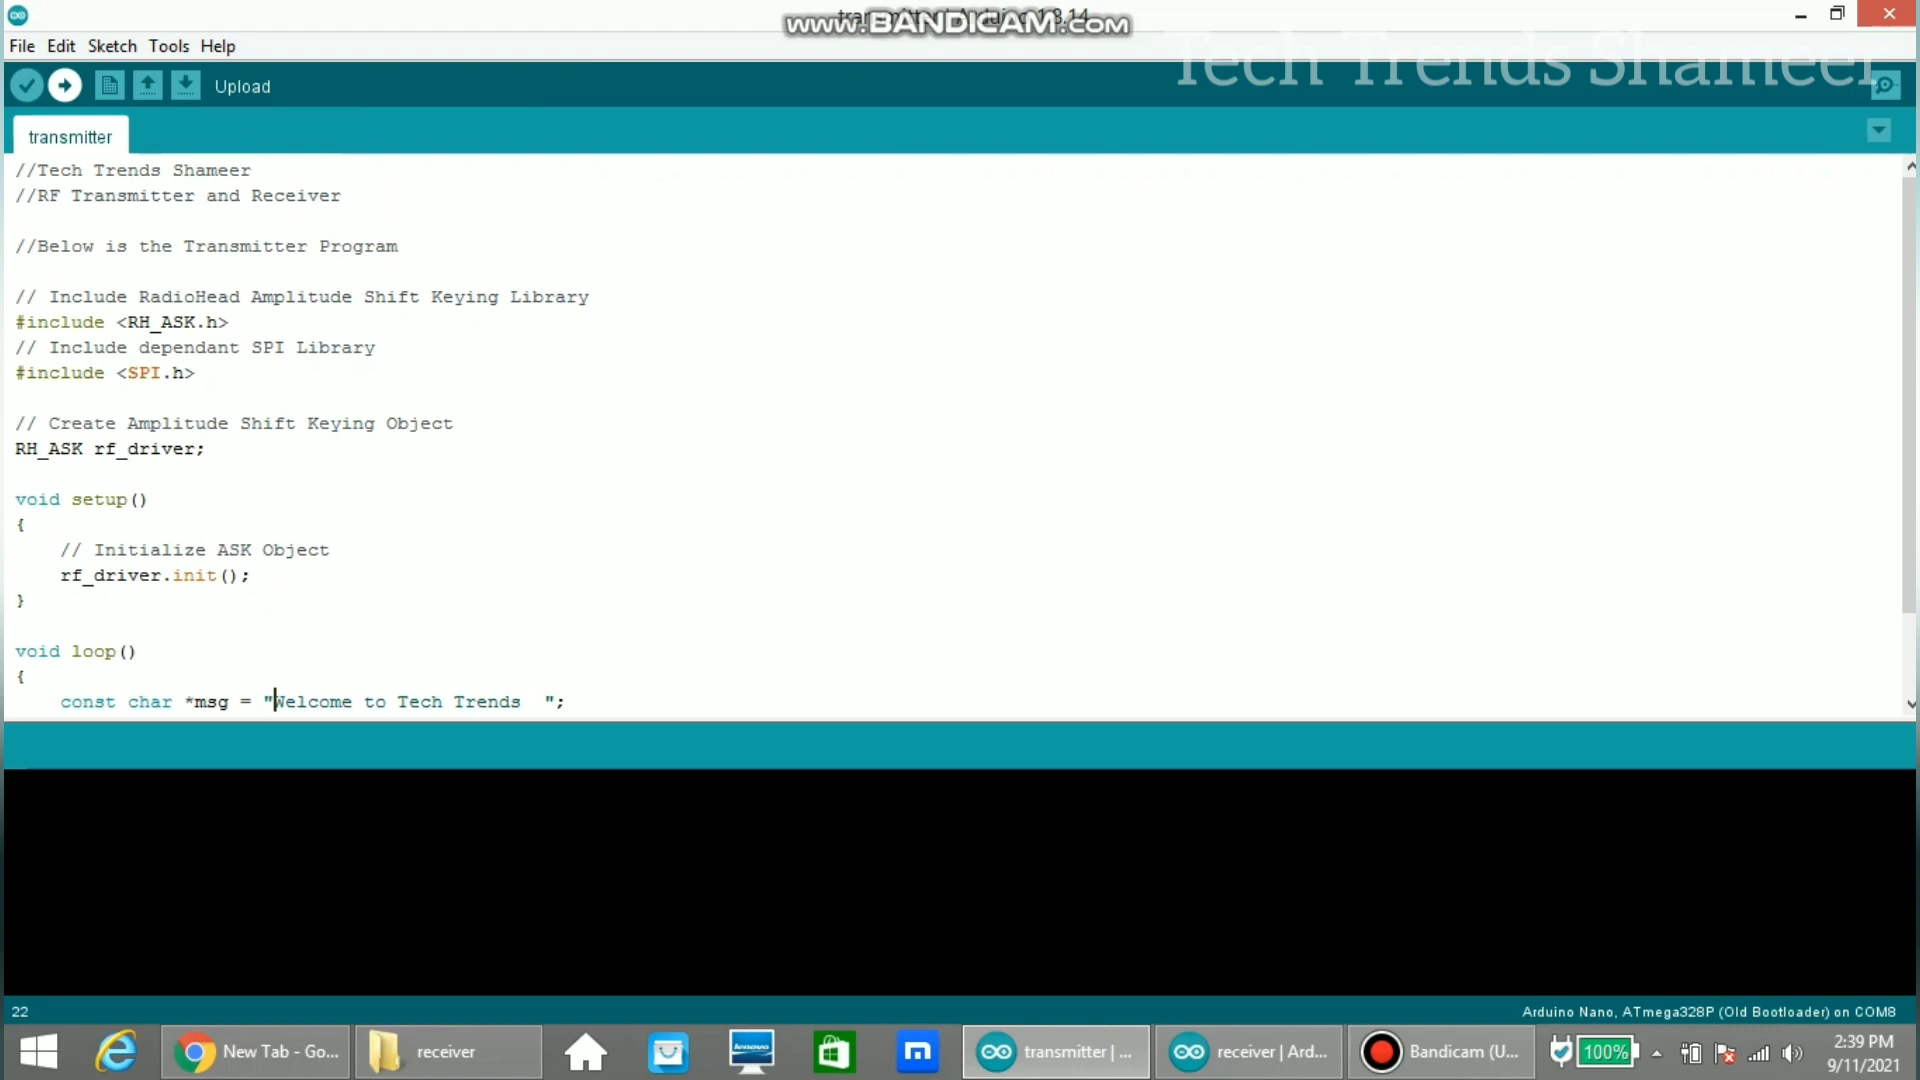 www.BANDICAM.com
File Edit Sketch Tools Help
Tech Trends Shameer
Upload
transmitter
//Tech Trends Shameer
//RF Transmitter and Receiver
//Below is the Transmitter Program
// Include RadioHead Amplitude Shift Keying Library
#include <RH_ASK.h>
// Include dependant SPI Library
#include <SPI.h>
// Create Amplitude Shift Keying Object
RH_ASK rf_driver;
void setup()
{
// Initialize ASK Object
rf_driver.init();
}
void loop()
{
const char *msg = "Welcome to Tech Trends  ";
22
Arduino Nano, ATmega328P (Old Bootloader) on COM8
New Tab - Go...
receiver
lenovo
m
transmitter | ...
receiver | Ard...
Bandicam (U...
100%
2:39 PM
9/11/2021